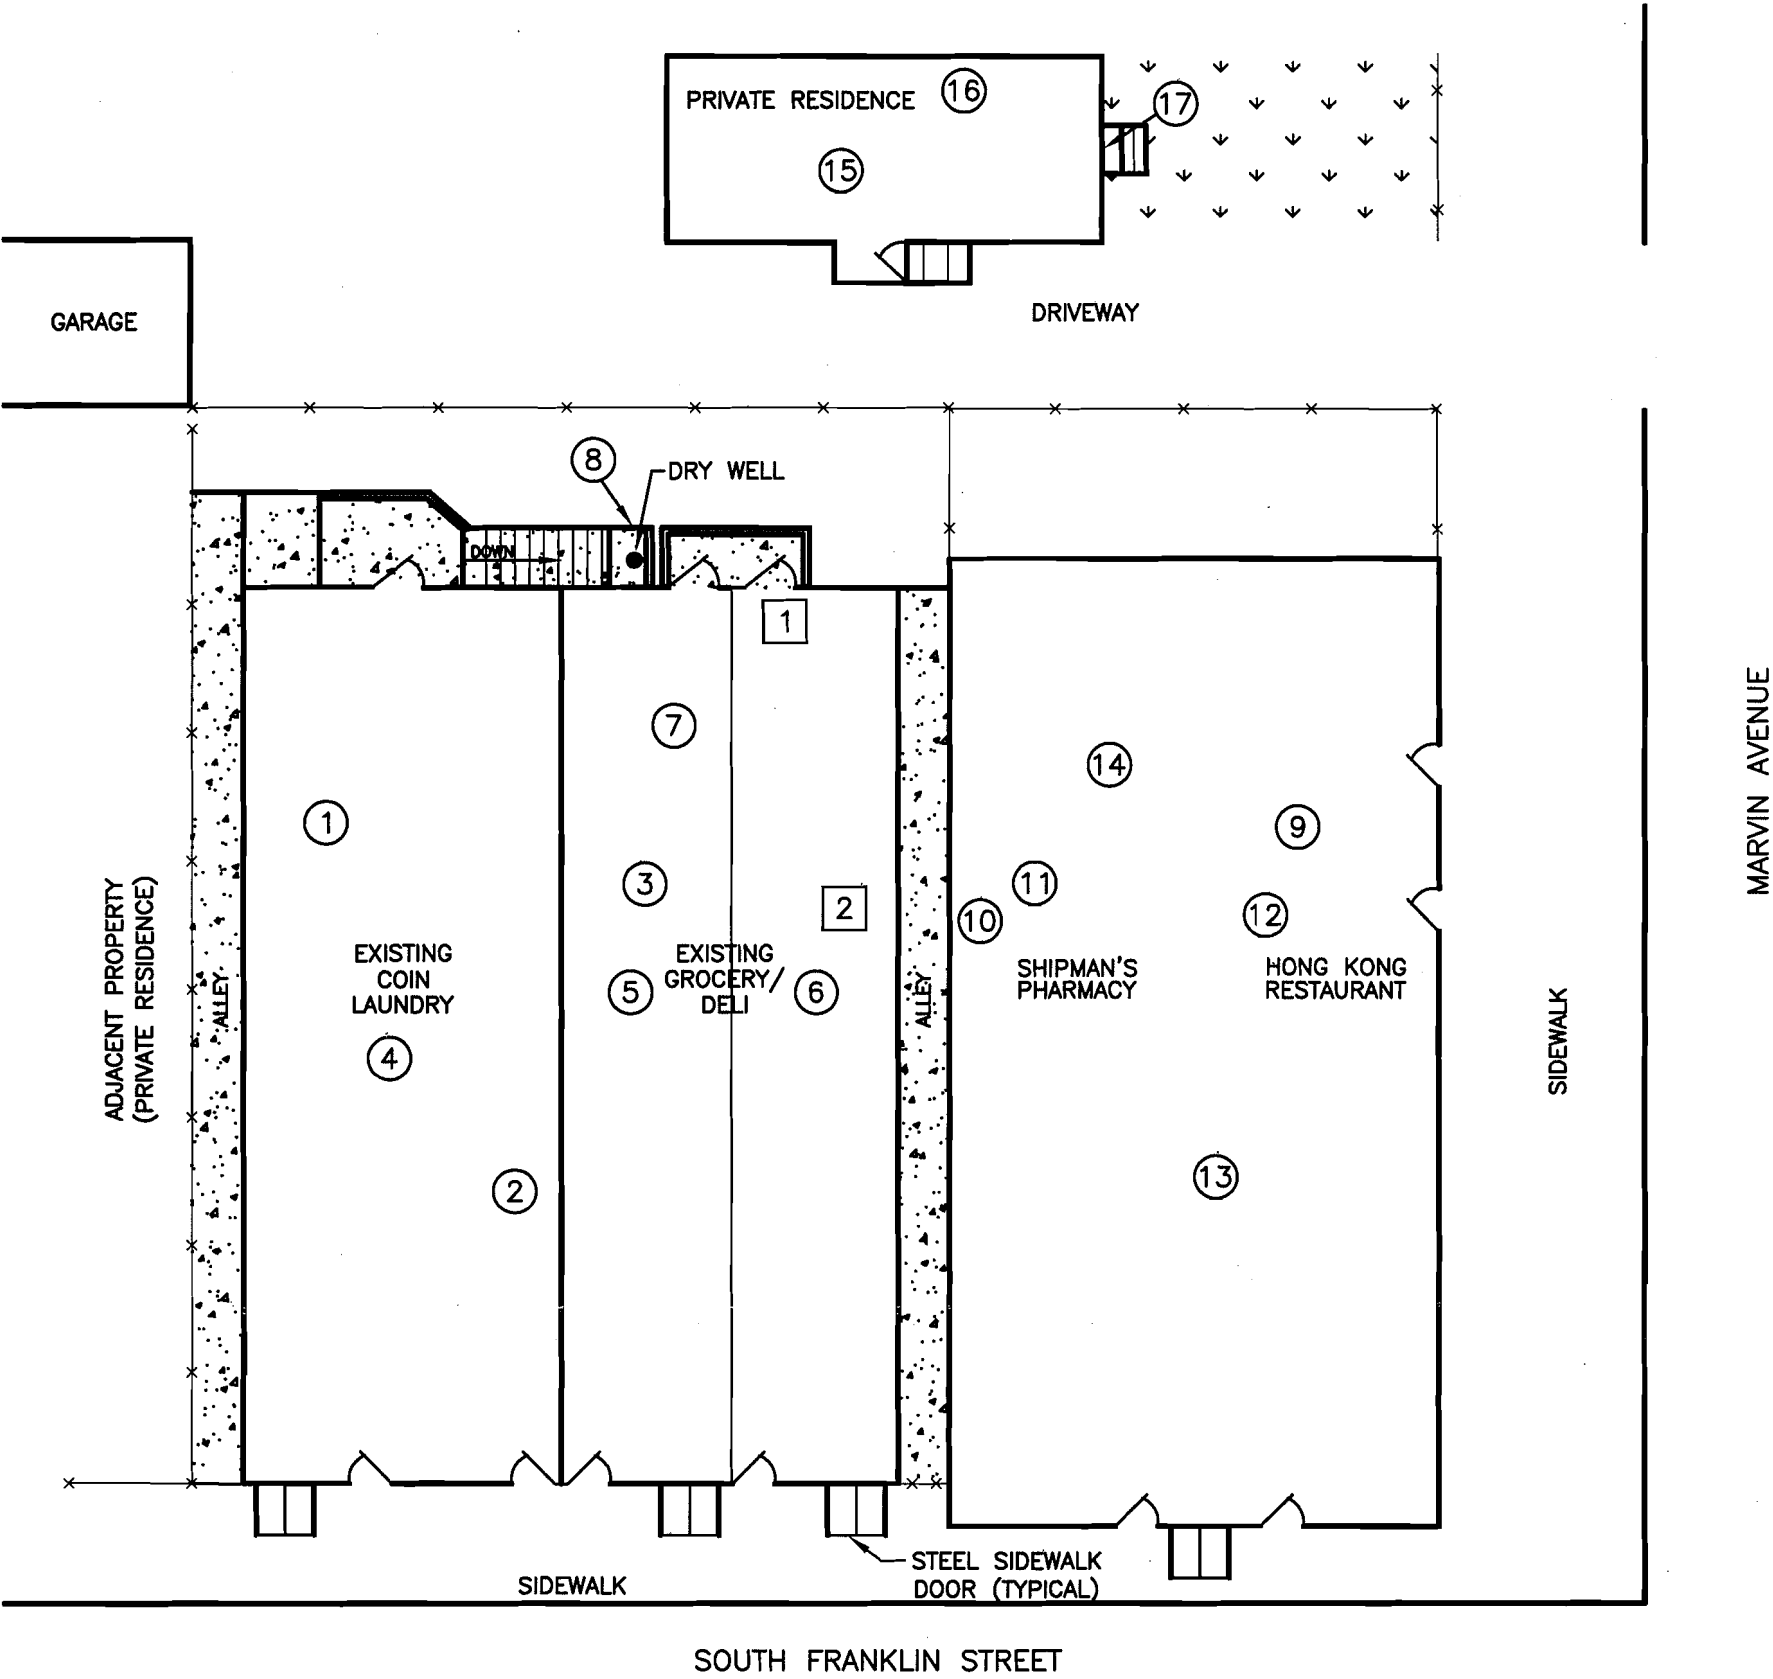 PRIVATE RESIDENCE
16
17
15
GARAGE
DRIVEWAY
8
DRY WELL
DOWN
1
7
14
1
9
3
11
2
10
12
EXISTING
COIN
LAUNDRY
EXISTING
GROCERY/
DELI
5
6
SHIPMAN'S
PHARMACY
HONG KONG
RESTAURANT
ADJACENT PROPERTY
(PRIVATE RESIDENCE)
ALLEY
ALLEY
4
2
13
SIDEWALK
MARVIN AVENUE
STEEL SIDEWALK
DOOR (TYPICAL)
SIDEWALK
SOUTH FRANKLIN STREET